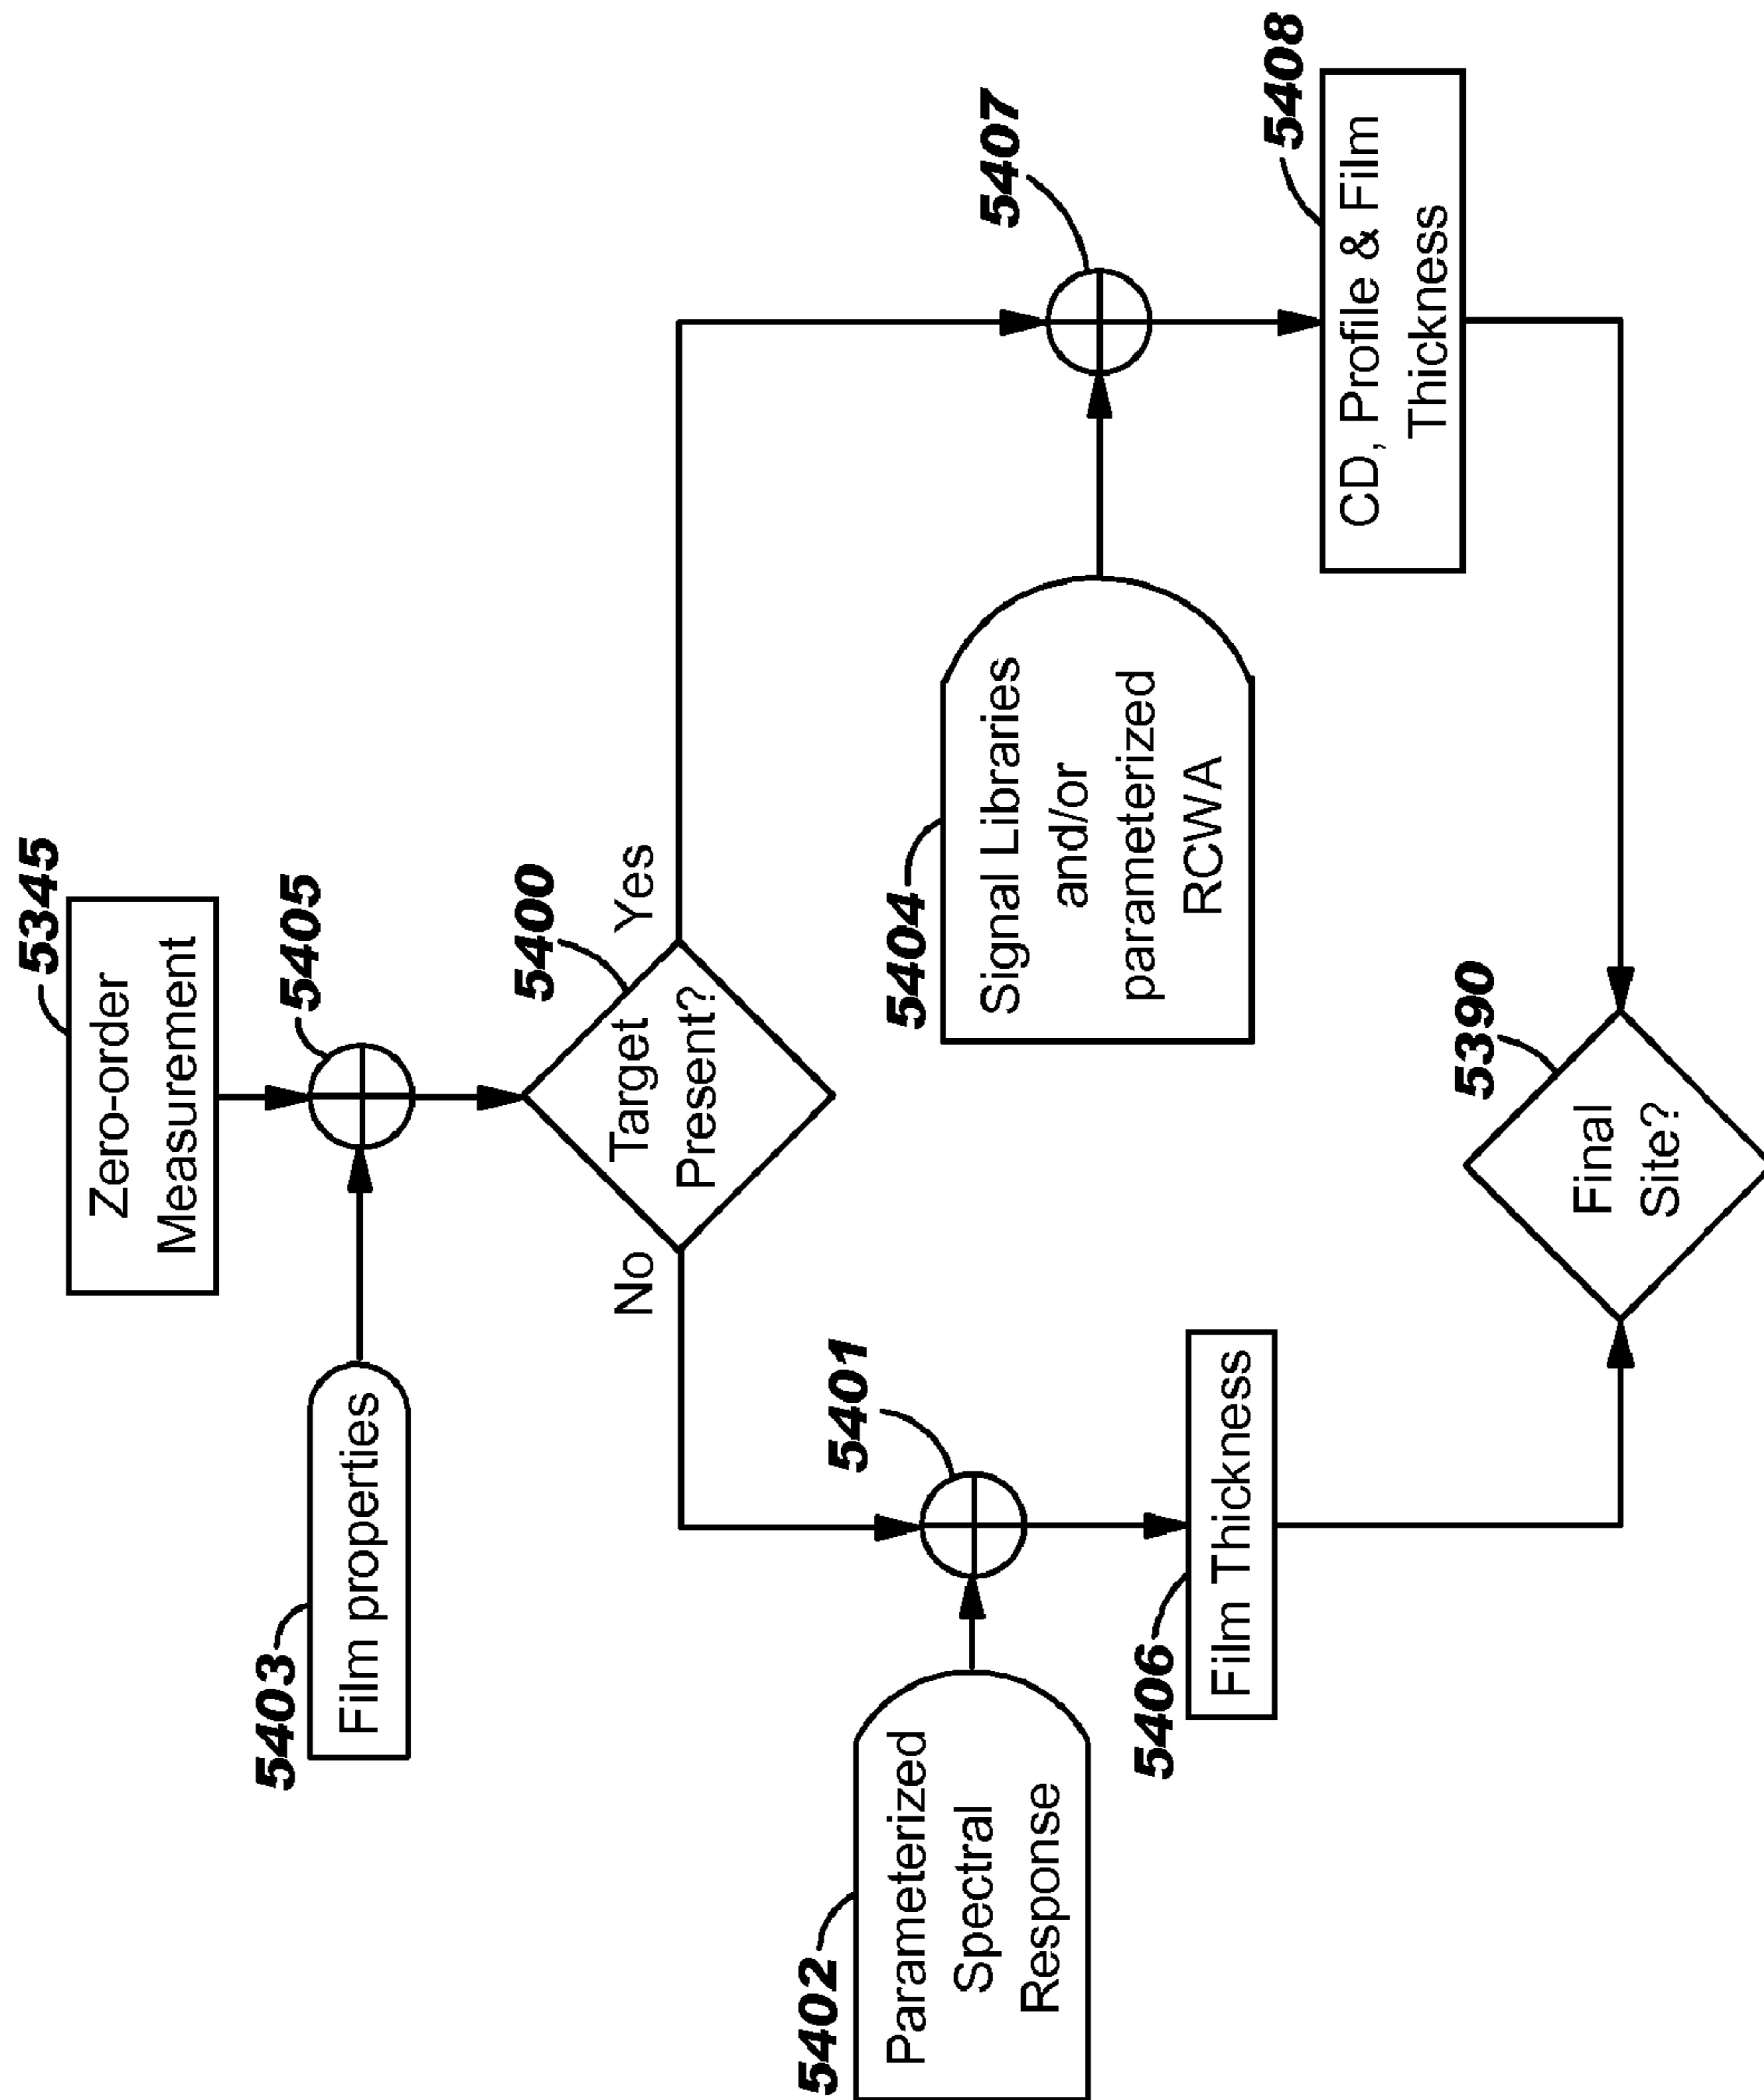 5345
Zero-order
Measurement
5405
5403
Film properties
5400
Target
Present?
No
Yes
5401
5402
Parameterized
Spectral
Response
5407
5404
Signal Libraries
and/or
parameterized
RCWA
5406
Film Thickness
5408
CD, Profile & Film
Thickness
5390
Final
Site?